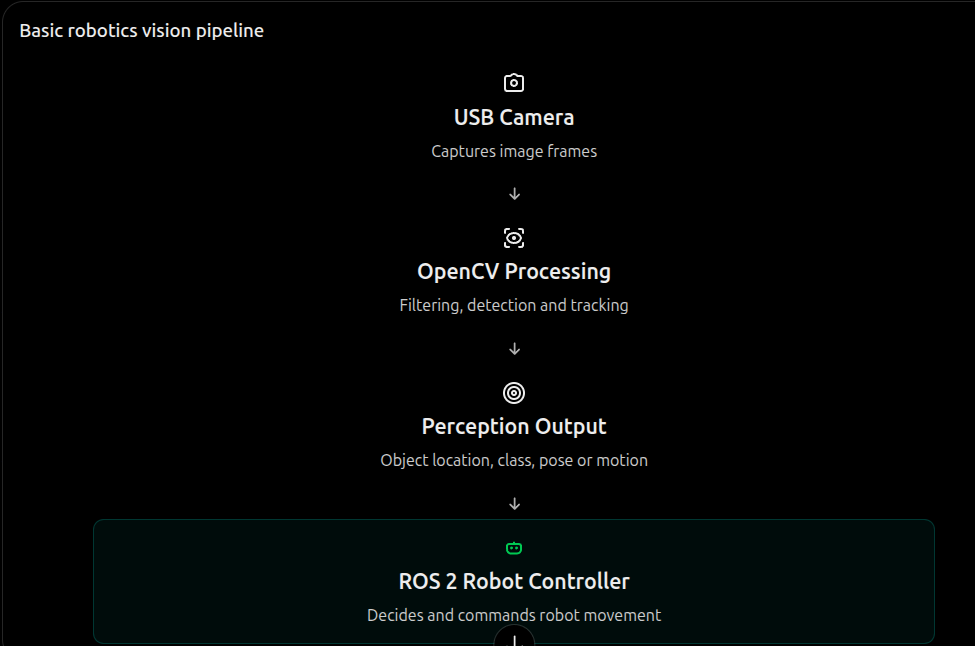 Basic robotics vision pipeline
USB Camera
Captures image frames
OpenCV Processing
Filtering, detection and tracking
Perception Output
Object location, class, pose or motion
ROS 2 Robot Controller
Decides and commands robot movement